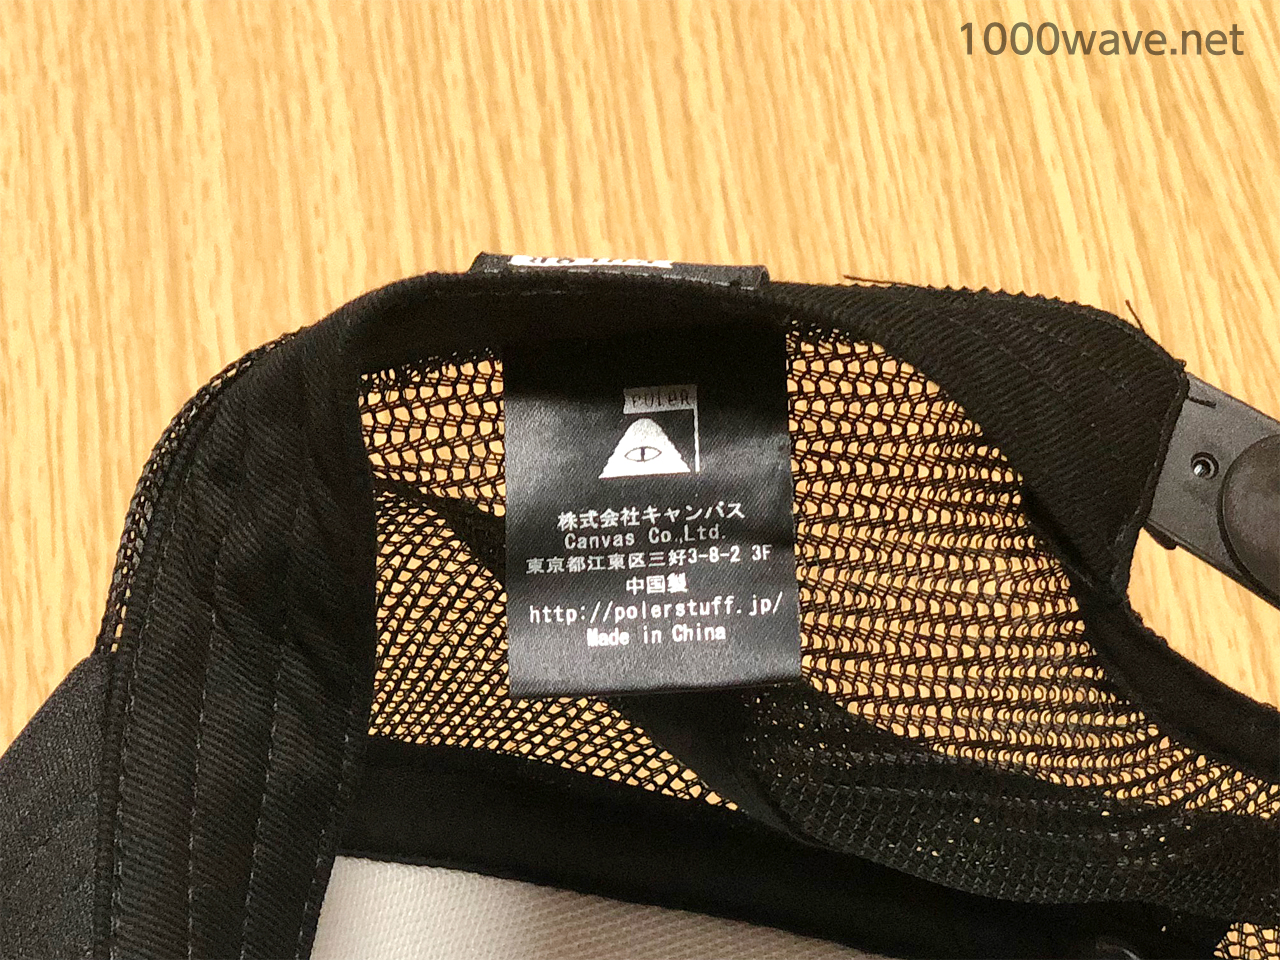 1000wave.net
POLER
株式会社キャンバス
Canvas Co.,Ltd.
東京都江東区三好3-8-2 3F
中国製
http://polerstuff.jp/
Made in China